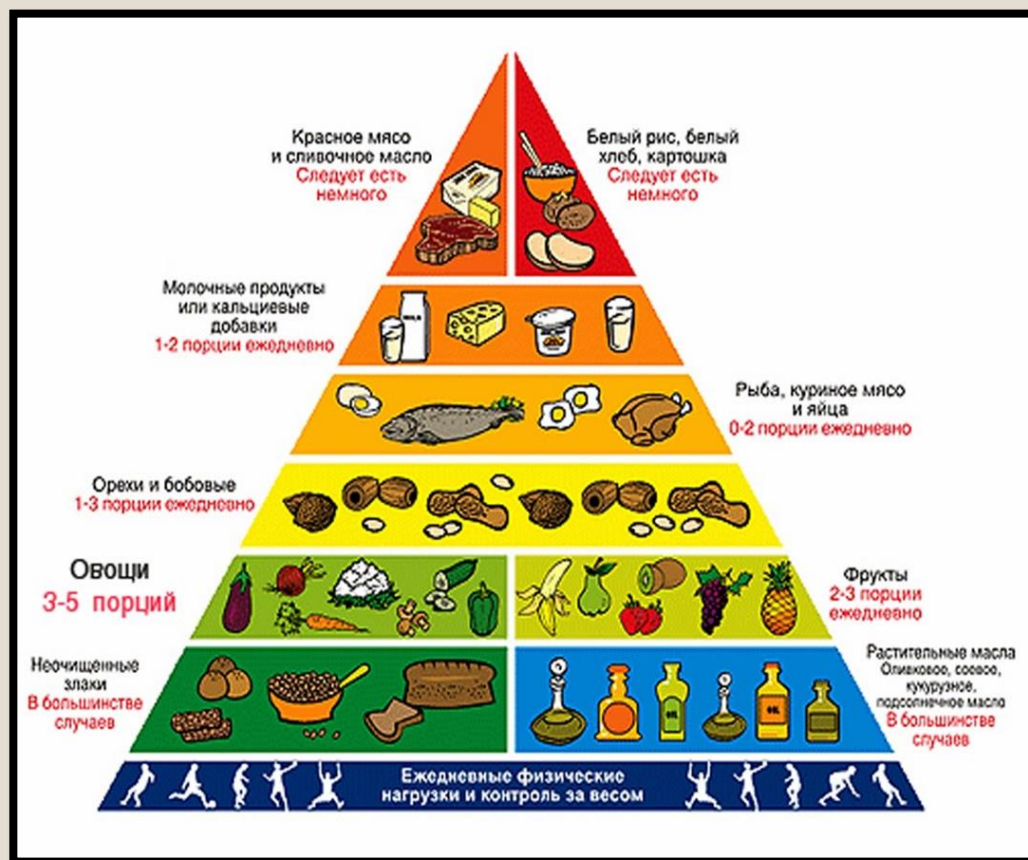 Красное мясо
и сливочное масло
Следует есть
немного
Белый рис, белый
хлеб, картошка
Следует есть
немного
Молочные продукты
или кальциевые
добавки
1-2 порции ежедневно
MILK
Рыба, куриное мясо
и яйца
0-2 порции ежедневно
Орехи и бобовые
1-3 порции ежедневно
Овощи
3-5 порций
Фрукты
2-3 порции
ежедневно
Неочищенные
злаки
В большинстве
случаев
Растительные масла
Оливковое, соевое,
кукурузное,
подсолнечное масло
В большинстве
случаев
OIL
OIL
Ежедневные физические
нагрузки и контроль за весом